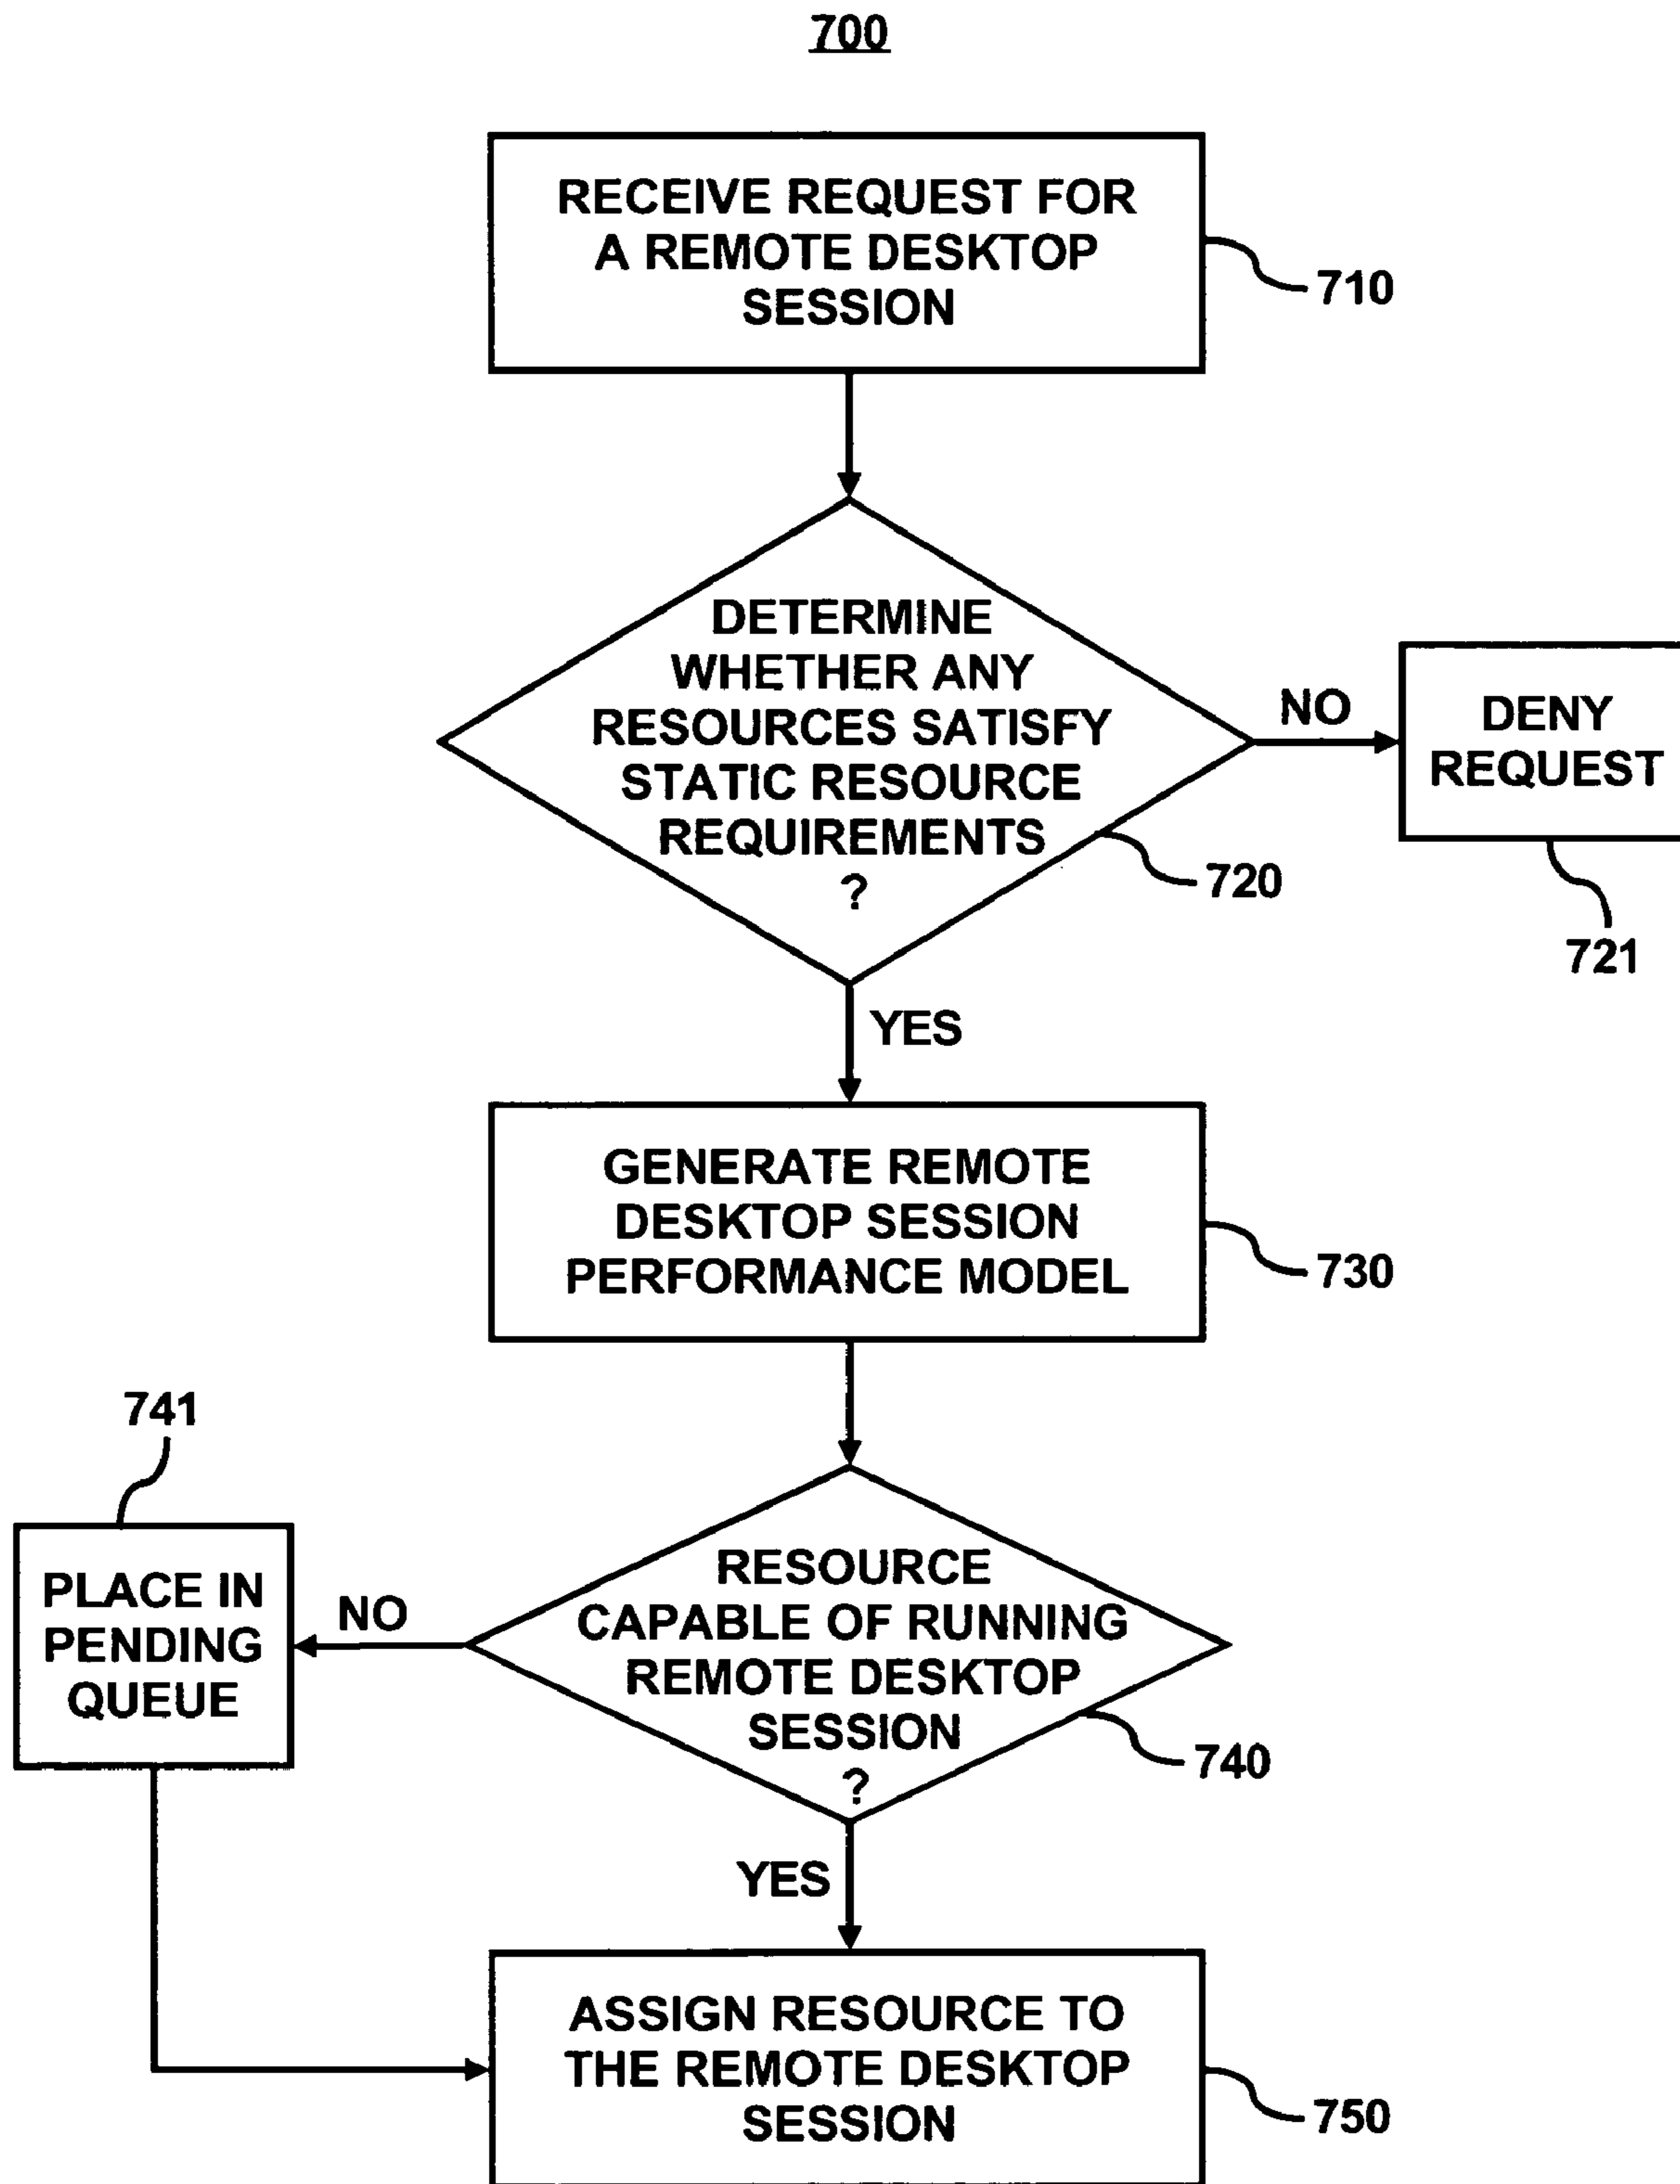 700
RECEIVE REQUEST FOR
A REMOTE DESKTOP
SESSION
710
DETERMINE
WHETHER ANY
RESOURCES SATISFY
STATIC RESOURCE
REQUIREMENTS
?
720
NO
DENY
REQUEST
721
YES
GENERATE REMOTE
DESKTOP SESSION
PERFORMANCE MODEL
730
RESOURCE
CAPABLE OF RUNNING
REMOTE DESKTOP
SESSION
?
740
NO
741
PLACE IN
PENDING
QUEUE
YES
ASSIGN RESOURCE TO
THE REMOTE DESKTOP
SESSION
750